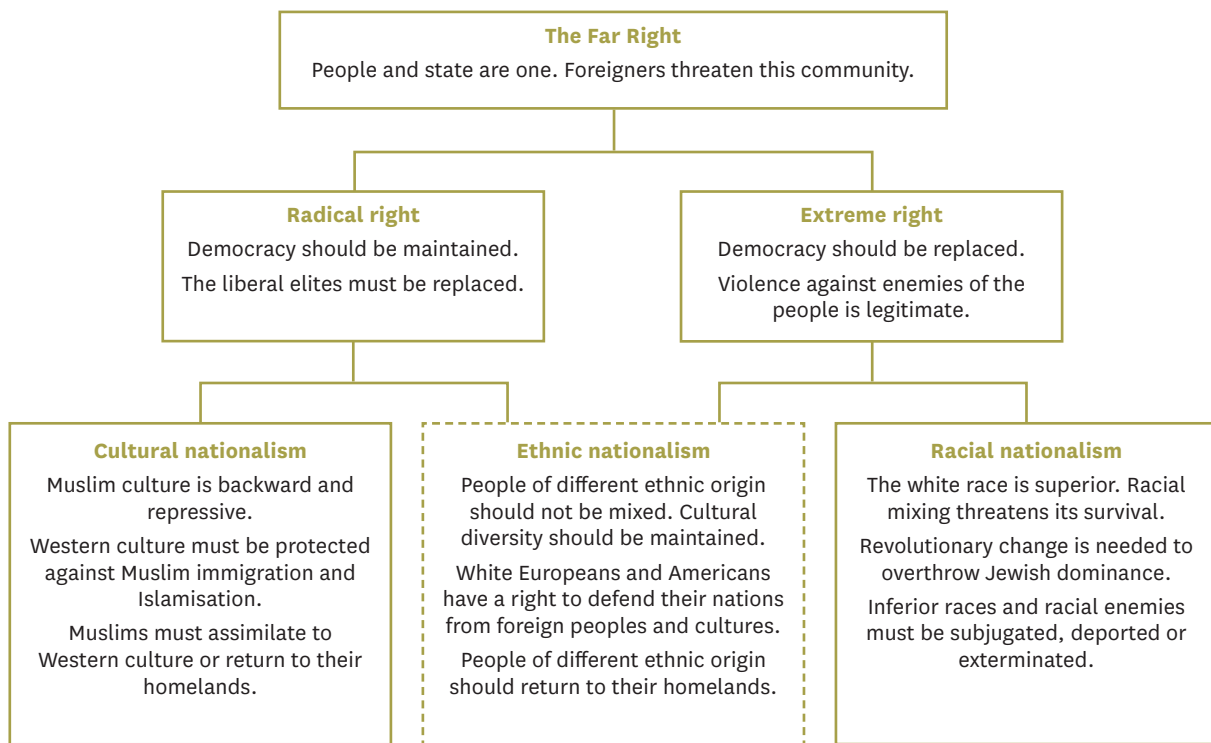 The Far Right
People and state are one. Foreigners threaten this community.
Radical right
Democracy should be maintained.
The liberal elites must be replaced.
Extreme right
Democracy should be replaced.
Violence against enemies of the
people is legitimate.
Cultural nationalism
Muslim culture is backward and
repressive.
Western culture must be protected
against Muslim immigration and
Islamisation.
Muslims must assimilate to
Western culture or return to their
homelands.
Ethnic nationalism
People of different ethnic origin
should not be mixed. Cultural
diversity should be maintained.
White Europeans and Americans
have a right to defend their nations
from foreign peoples and cultures.
People of different ethnic origin
should return to their homelands.
Racial nationalism
The white race is superior. Racial
mixing threatens its survival.
Revolutionary change is needed to
overthrow Jewish dominance.
Inferior races and racial enemies
must be subjugated, deported or
exterminated.